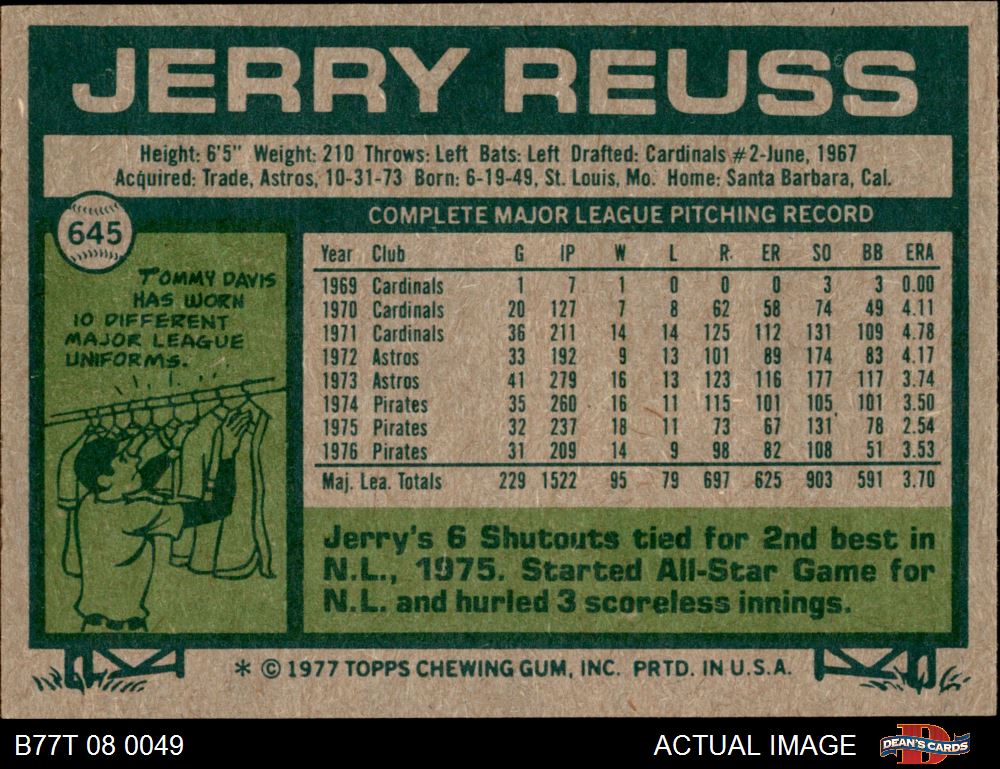 JERRY REUSS
Height: 6'5" Weight: 210 Throws: Left Bats: Left Drafted: Cardinals #2-June, 1967
Acquired: Trade, Astros, 10-31-73 Born: 6-19-49, St. Louis, Mo. Home: Santa Barbara, Cal.
645
TOMMY DAVIS
HAS WORN
10 DIFFERENT
MAJOR LEAGUE
UNIFORMS.
COMPLETE MAJOR LEAGUE PITCHING RECORD
Year Club G IP W L R ER SO BB ERA
1969 Cardinals 1 7 1 0 0 0 3 3 0.00
1970 Cardinals 20 127 7 8 62 58 74 49 4.11
1971 Cardinals 36 211 14 14 125 112 131 109 4.78
1972 Astros 33 192 9 13 101 89 174 83 4.17
1973 Astros 41 279 16 13 123 116 177 117 3.74
1974 Pirates 35 260 16 11 115 101 105 101 3.50
1975 Pirates 32 237 18 11 73 67 131 78 2.54
1976 Pirates 31 209 14 9 98 82 108 51 3.53
Maj. Lea. Totals 229 1522 95 79 697 625 903 591 3.70
Jerry's 6 Shutouts tied for 2nd best in
N.L., 1975. Started All-Star Game for
N.L. and hurled 3 scoreless innings.
* © 1977 TOPPS CHEWING GUM, INC. PRTD. IN U.S.A.
B77T 08 0049
ACTUAL IMAGE
DEAN'S CARDS